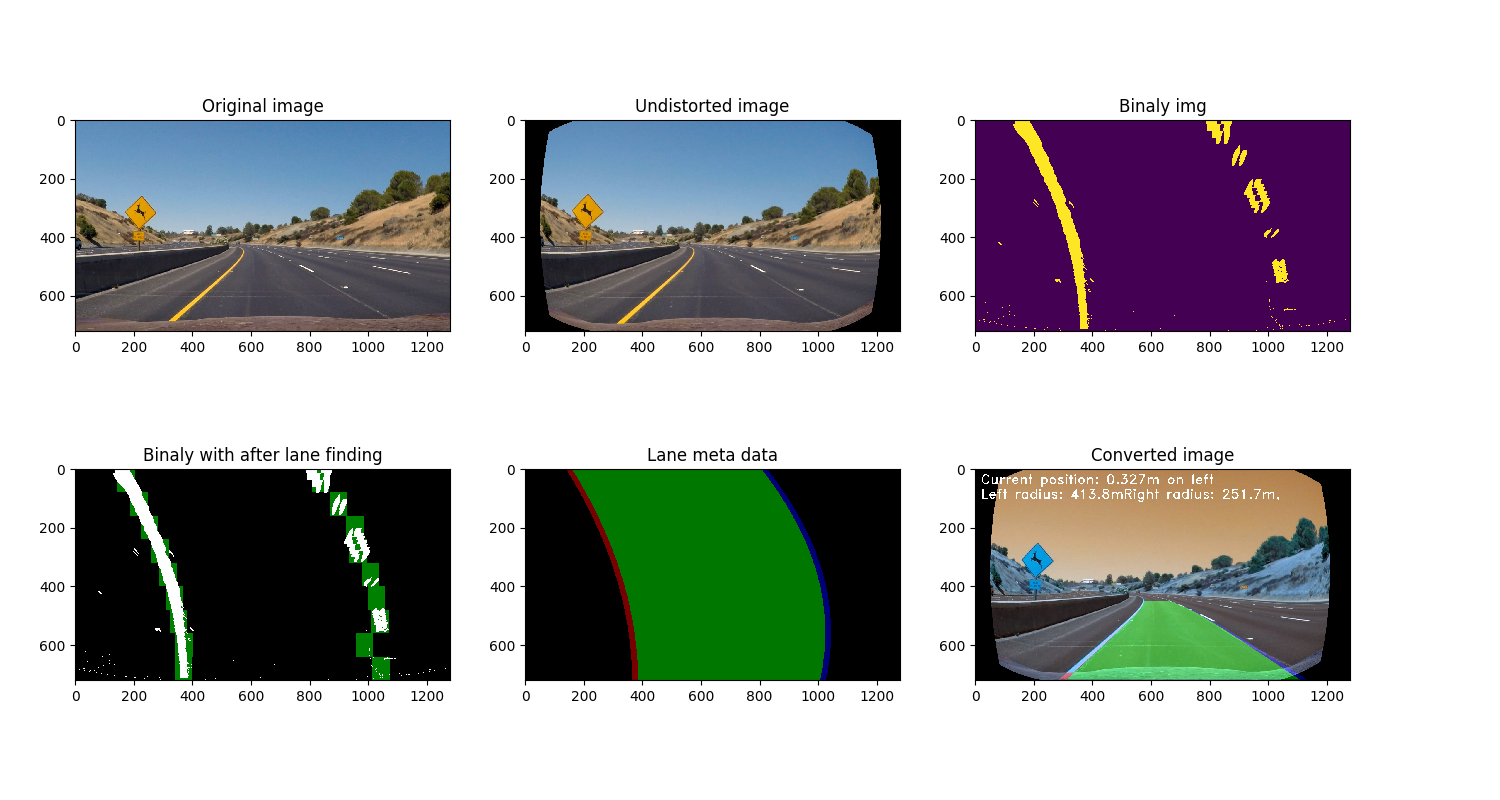 Original image
Undistorted image
Binaly img
0
200
400
600
0 200 400 600 800 1000 1200
0
200
400
600
0 200 400 600 800 1000 1200
0
200
400
600
0 200 400 600 800 1000 1200
Binaly with after lane finding
Lane meta data
Converted image
0
200
400
600
0 200 400 600 800 1000 1200
0
200
400
600
0 200 400 600 800 1000 1200
Current position: 0.327m on left
Left radius: 413.8mRight radius: 251.7m,
0
200
400
600
0 200 400 600 800 1000 1200